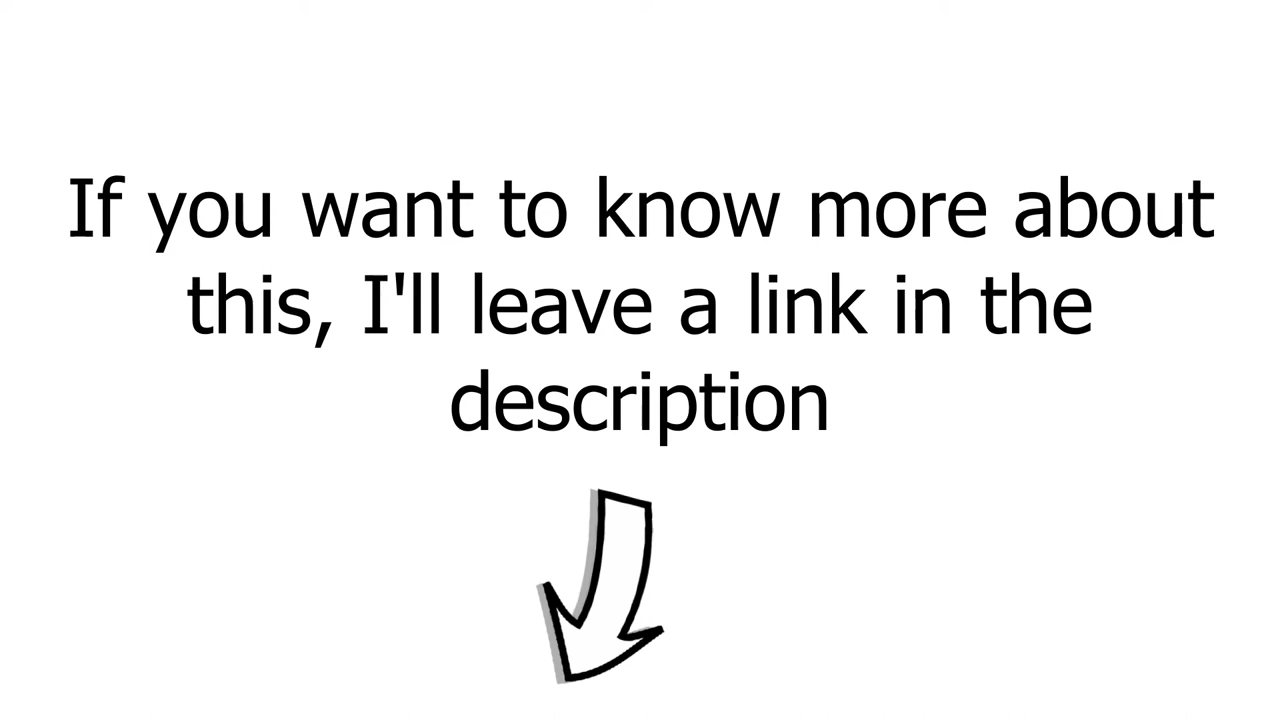 If you want to know more about
this, I'll leave a link in the
description